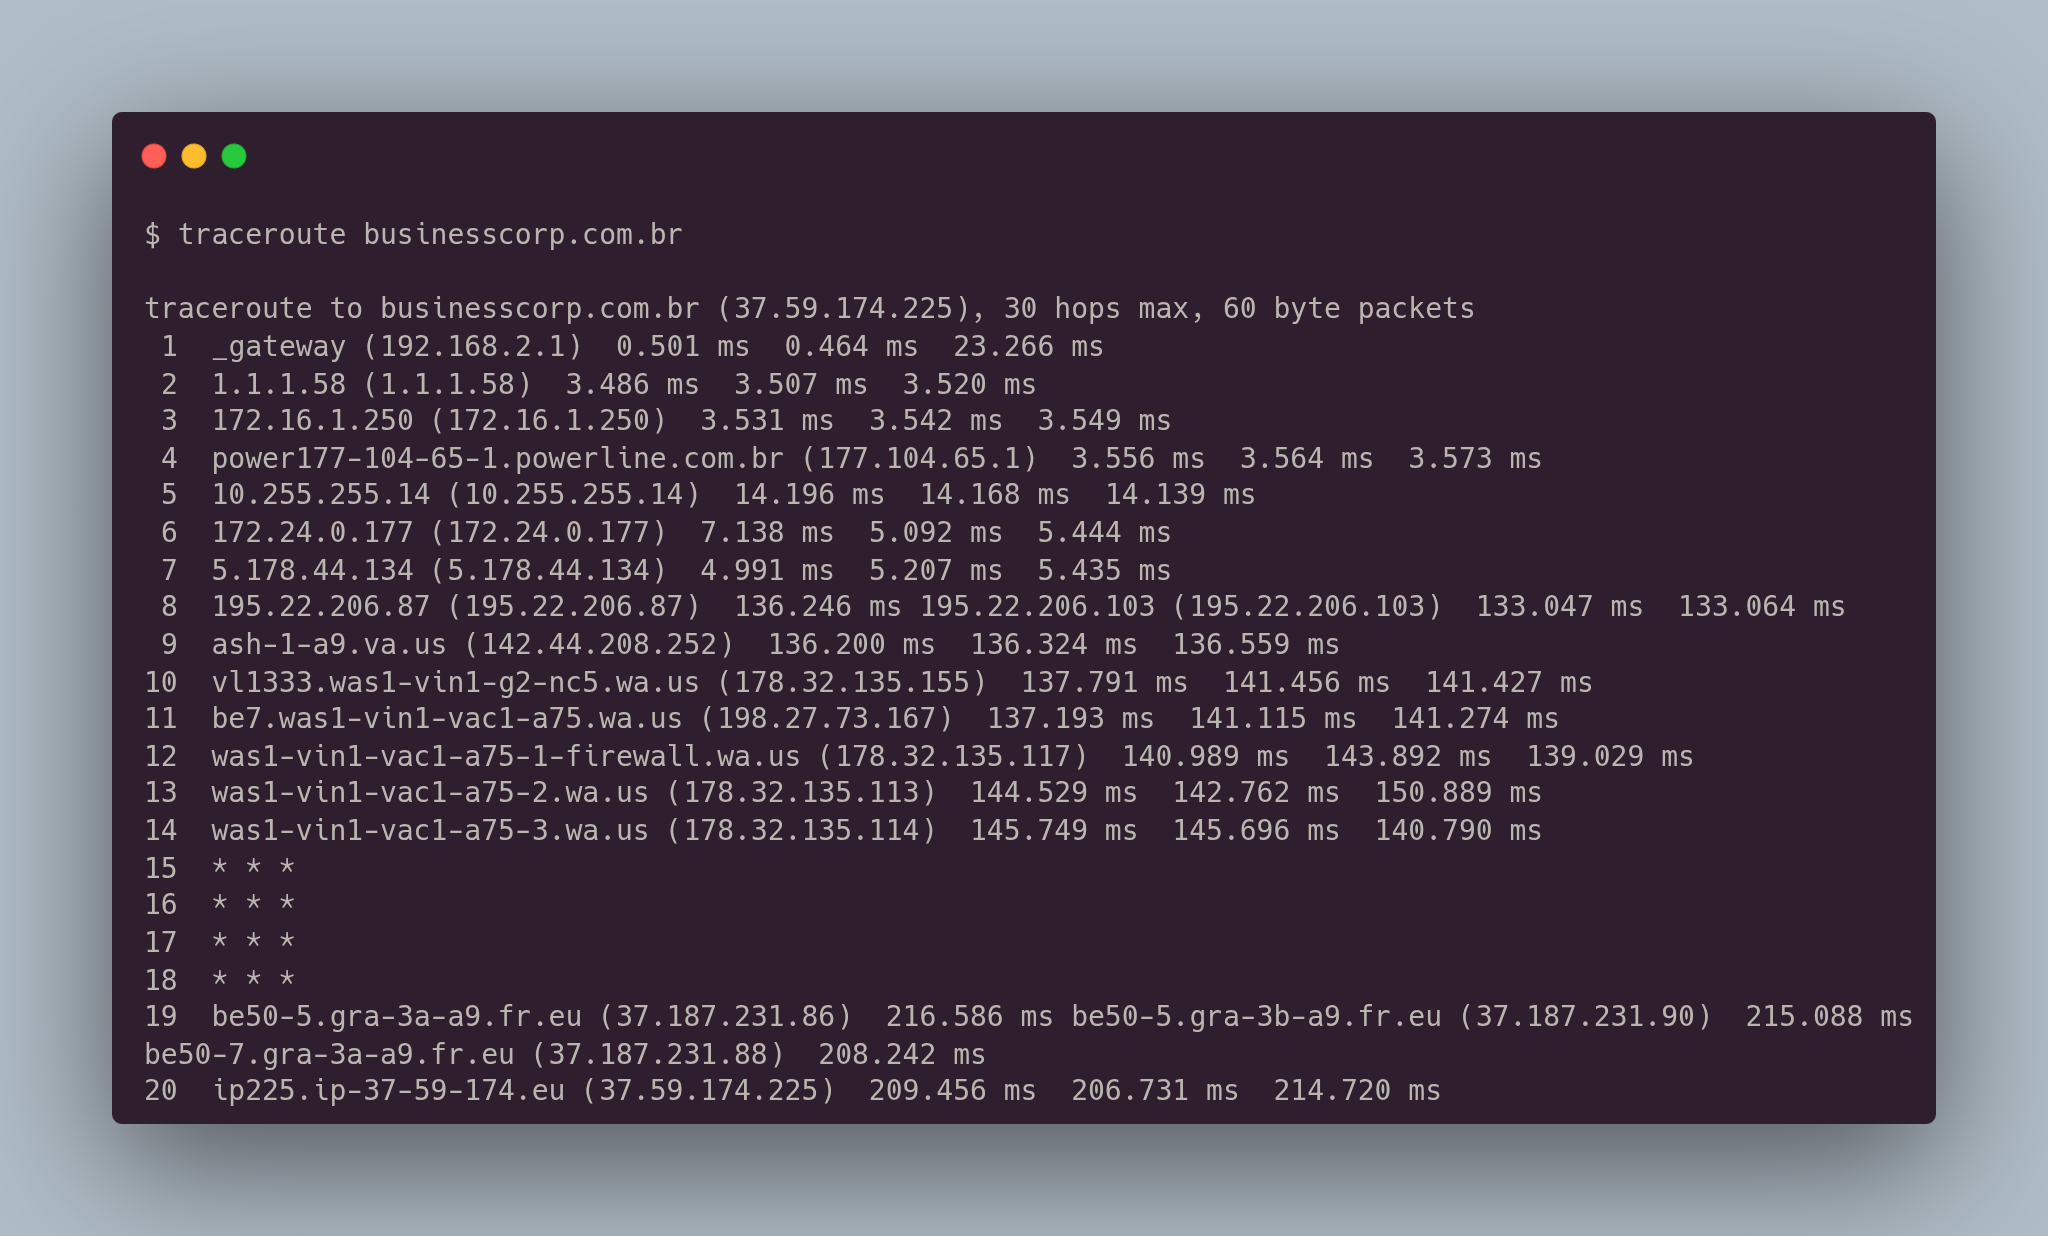 $ traceroute businesscorp.com.br
traceroute to businesscorp.com.br (37.59.174.225), 30 hops max, 60 byte packets
 1  _gateway (192.168.2.1)  0.501 ms  0.464 ms  23.266 ms
 2  1.1.1.58 (1.1.1.58)  3.486 ms  3.507 ms  3.520 ms
 3  172.16.1.250 (172.16.1.250)  3.531 ms  3.542 ms  3.549 ms
 4  power177-104-65-1.powerline.com.br (177.104.65.1)  3.556 ms  3.564 ms  3.573 ms
 5  10.255.255.14 (10.255.255.14)  14.196 ms  14.168 ms  14.139 ms
 6  172.24.0.177 (172.24.0.177)  7.138 ms  5.092 ms  5.444 ms
 7  5.178.44.134 (5.178.44.134)  4.991 ms  5.207 ms  5.435 ms
 8  195.22.206.87 (195.22.206.87)  136.246 ms 195.22.206.103 (195.22.206.103)  133.047 ms  133.064 ms
 9  ash-1-a9.va.us (142.44.208.252)  136.200 ms  136.324 ms  136.559 ms
10  vl1333.was1-vin1-g2-nc5.wa.us (178.32.135.155)  137.791 ms  141.456 ms  141.427 ms
11  be7.was1-vin1-vac1-a75.wa.us (198.27.73.167)  137.193 ms  141.115 ms  141.274 ms
12  was1-vin1-vac1-a75-1-firewall.wa.us (178.32.135.117)  140.989 ms  143.892 ms  139.029 ms
13  was1-vin1-vac1-a75-2.wa.us (178.32.135.113)  144.529 ms  142.762 ms  150.889 ms
14  was1-vin1-vac1-a75-3.wa.us (178.32.135.114)  145.749 ms  145.696 ms  140.790 ms
15  * * *
16  * * *
17  * * *
18  * * *
19  be50-5.gra-3a-a9.fr.eu (37.187.231.86)  216.586 ms be50-5.gra-3b-a9.fr.eu (37.187.231.90)  215.088 ms
be50-7.gra-3a-a9.fr.eu (37.187.231.88)  208.242 ms
20  ip225.ip-37-59-174.eu (37.59.174.225)  209.456 ms  206.731 ms  214.720 ms